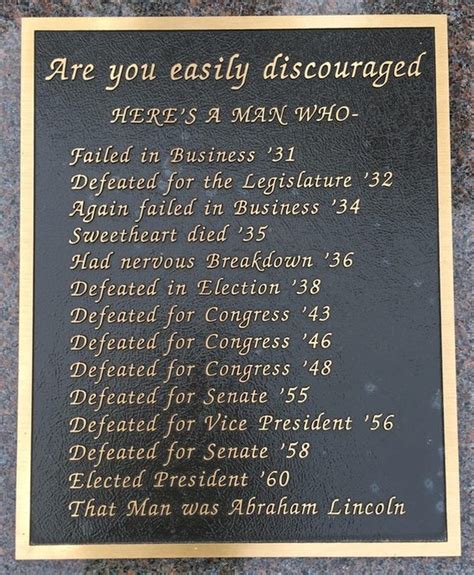 Are you easily discouraged
HERE'S A MAN WHO-
Failed in Business '31
Defeated for the Legislature '32
Again failed in Business '34
Sweetheart died '35
Had nervous Breakdown '36
Defeated in Election '38
Defeated for Congress '43
Defeated for Congress '46
Defeated for Congress '48
Defeated for Senate '55
Defeated for Vice President '56
Defeated for Senate '58
Elected President '60
That Man was Abraham Lincoln